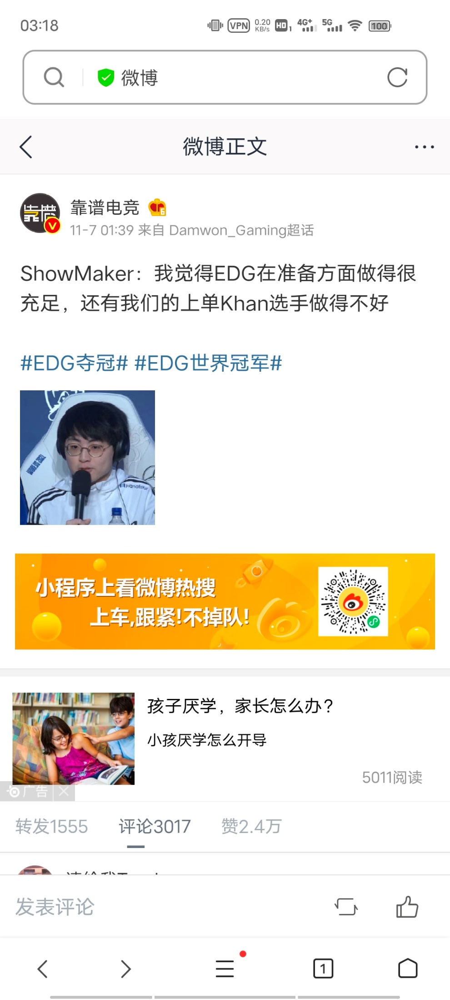 03:18
VPN 0.20 KB/s HD 1 4G+ 5G 100
微博
微博正文
靠谱
靠谱电竞 6
11-7 01:39 来自 Damwon_Gaming超话
ShowMaker：我觉得EDG在准备方面做得很
充足，还有我们的上单Khan选手做得不好
#EDG夺冠# #EDG世界冠军#
Hanatour
小程序上看微博热搜
上车,跟紧!不掉队!
孩子厌学，家长怎么办？
小孩厌学怎么开导
5011阅读
广告
转发1555 评论3017 赞2.4万
发表评论
1